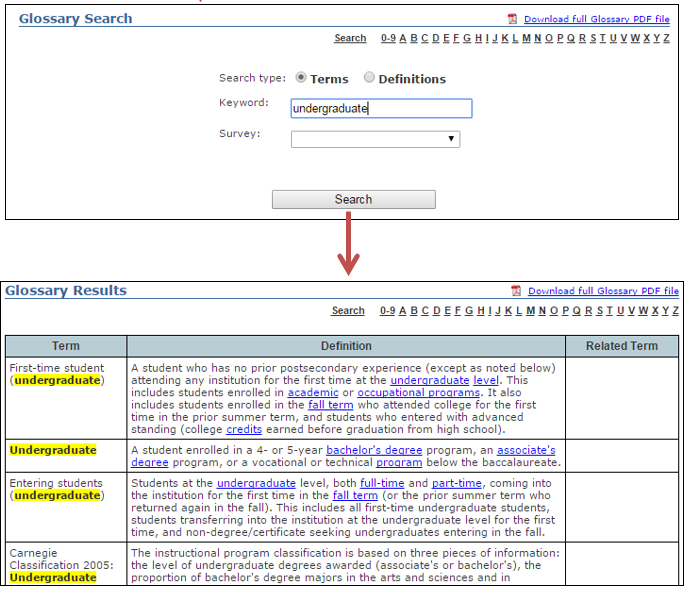 Glossary Search
Download full Glossary PDF file
Search 0-9 A B C D E F G H I J K L M N O P Q R S T U V W X Y Z
Search type: Terms Definitions
Keyword: undergraduate
Survey:
Search
Glossary Results
Download full Glossary PDF file
Search 0-9 A B C D E F G H I J K L M N O P Q R S T U V W X Y Z
Term Definition Related Term
First-time student
(undergraduate)
A student who has no prior postsecondary experience (except as noted below)
attending any institution for the first time at the undergraduate level. This
includes students enrolled in academic or occupational programs. It also
includes students enrolled in the fall term who attended college for the first
time in the prior summer term, and students who entered with advanced
standing (college credits earned before graduation from high school).
Undergraduate
A student enrolled in a 4- or 5-year bachelor's degree program, an associate's
degree program, or a vocational or technical program below the baccalaureate.
Entering students
(undergraduate)
Students at the undergraduate level, both full-time and part-time, coming into
the institution for the first time in the fall term (or the prior summer term who
returned again in the fall). This includes all first-time undergraduate students,
students transferring into the institution at the undergraduate level for the first
time, and non-degree/certificate seeking undergraduates entering in the fall.
Carnegie
Classification 2005:
Undergraduate
The instructional program classification is based on three pieces of information:
the level of undergraduate degrees awarded (associate's or bachelor's), the
proportion of bachelor's degree majors in the arts and sciences and in